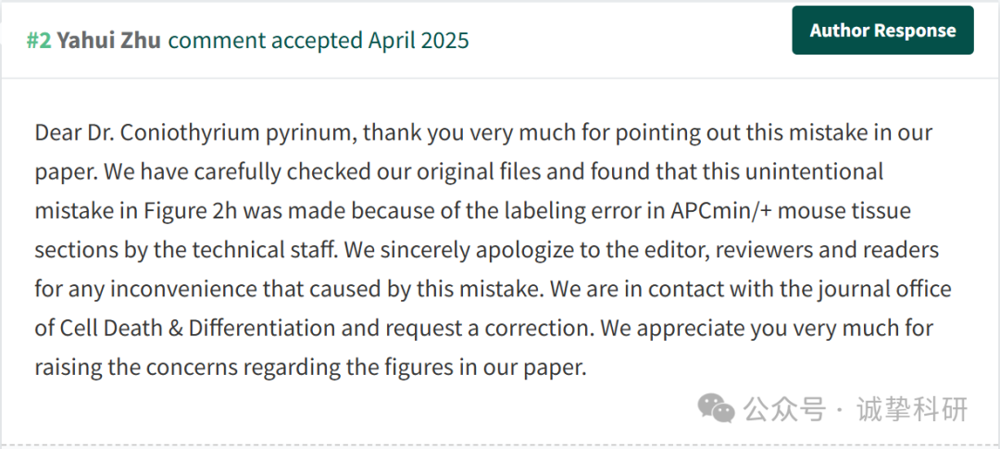 #2 Yahui Zhu comment accepted April 2025
Author Response
Dear Dr. Coniothyrium pyrinum, thank you very much for pointing out this mistake in our
paper. We have carefully checked our original files and found that this unintentional
mistake in Figure 2h was made because of the labeling error in APCmin/+ mouse tissue
sections by the technical staff. We sincerely apologize to the editor, reviewers and readers
for any inconvenience that caused by this mistake. We are in contact with the journal office
of Cell Death & Differentiation and request a correction. We appreciate you very much for
raising the concerns regarding the figures in our paper.
公众号 · 诚挚科研